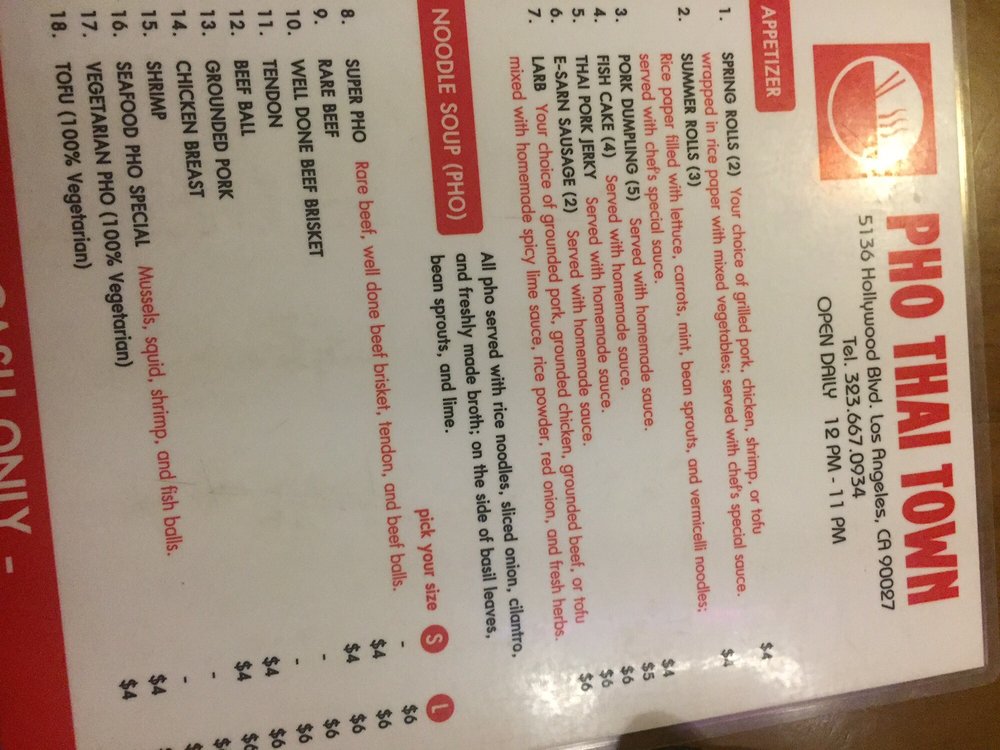 PHO THAI TOWN
5136 Hollywood Blvd. Los Angeles, CA 90027
Tel. 323.667.0934
OPEN DAILY 12 PM - 11 PM
APPETIZER
1. SPRING ROLLS (2) Your choice of grilled pork, chicken, shrimp, or tofu $4
wrapped in rice paper with mixed vegetables; served with chef's special sauce.
2. SUMMER ROLLS (3) $4
Rice paper filled with lettuce, carrots, mint, bean sprouts, and vermicelli noodles;
served with chef's special sauce.
3. PORK DUMPLING (5) Served with homemade sauce. $4
4. FISH CAKE (4) Served with homemade sauce. $5
5. THAI PORK JERKY Served with homemade sauce. $6
6. E-SARN SAUSAGE (2) Served with homemade sauce. $6
7. LARB Your choice of grounded pork, grounded chicken, grounded beef, or tofu $6
mixed with homemade spicy lime sauce, rice powder, red onion, and fresh herbs.
NOODLE SOUP (PHO)
All pho served with rice noodles, sliced onion, cilantro,
and freshly made broth; on the side of basil leaves,
bean sprouts, and lime.
pick your size S L
8. SUPER PHO Rare beef, well done beef brisket, tendon, and beef balls. - $6
9. RARE BEEF $4 $6
10. WELL DONE BEEF BRISKET $4 $6
11. TENDON - $6
12. BEEF BALL - $6
13. GROUNDED PORK $4 $6
14. CHICKEN BREAST $4 $6
15. SHRIMP -
16. SEAFOOD PHO SPECIAL Mussels, squid, shrimp, and fish balls. -
17. VEGETARIAN PHO (100% Vegetarian) $4
18. TOFU (100% Vegetarian) $4
CASH ONLY -